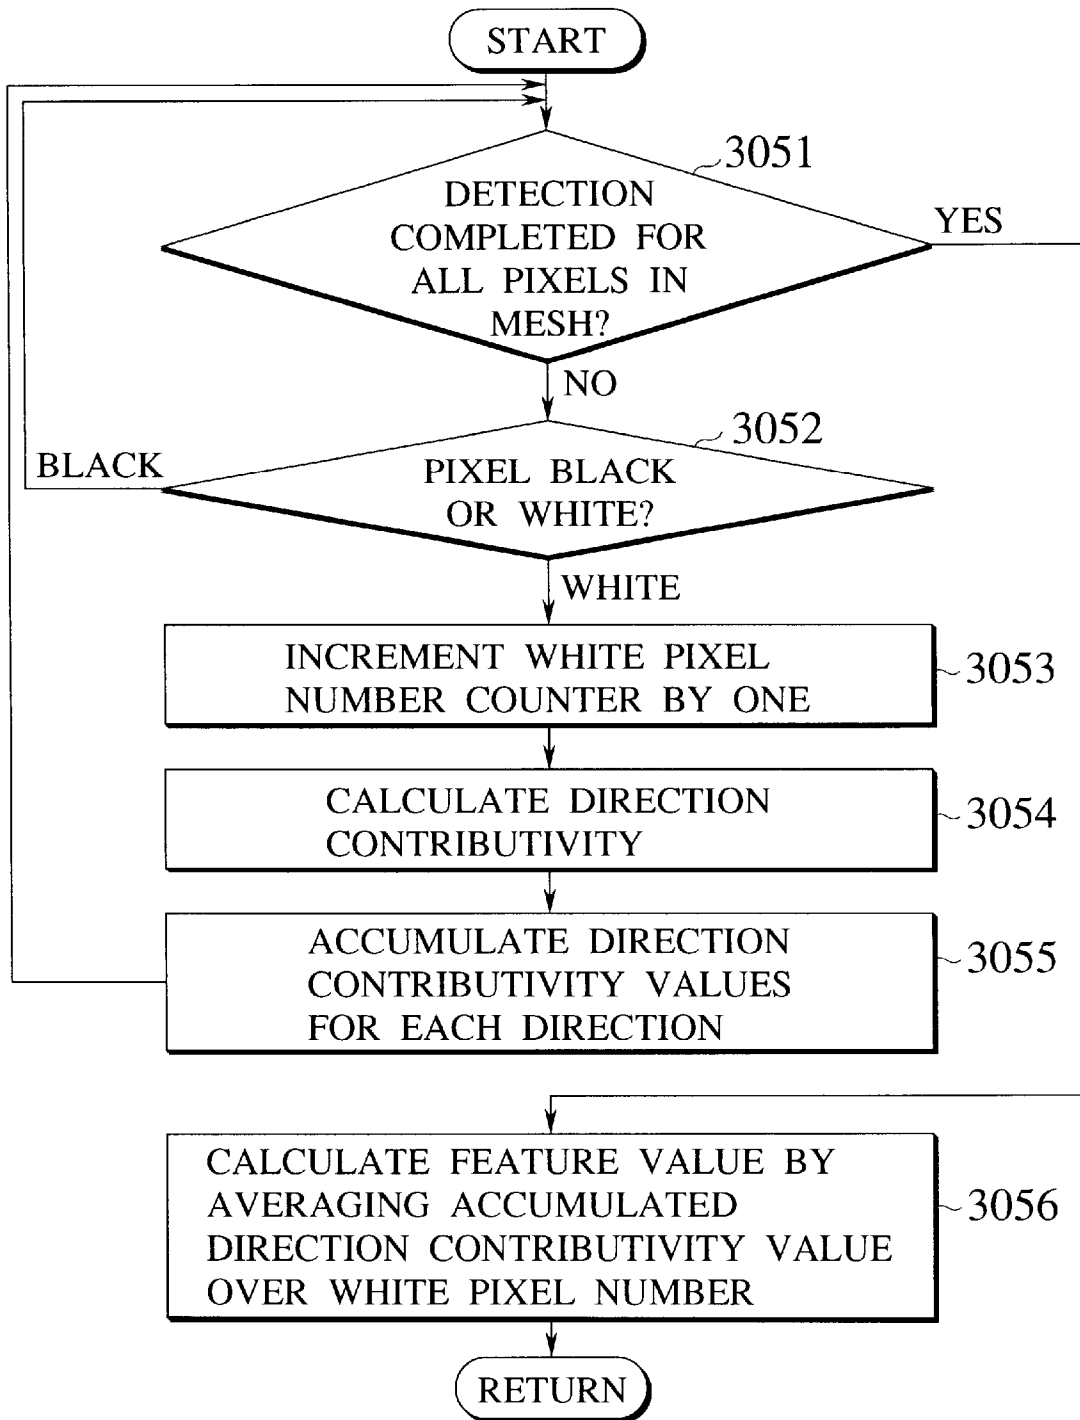 START
3051
DETECTION
COMPLETED FOR
ALL PIXELS IN
MESH?
YES
NO
3052
BLACK
PIXEL BLACK
OR WHITE?
WHITE
INCREMENT WHITE PIXEL
NUMBER COUNTER BY ONE
3053
CALCULATE DIRECTION
CONTRIBUTIVITY
3054
ACCUMULATE DIRECTION
CONTRIBUTIVITY VALUES
FOR EACH DIRECTION
3055
CALCULATE FEATURE VALUE BY
AVERAGING ACCUMULATED
DIRECTION CONTRIBUTIVITY VALUE
OVER WHITE PIXEL NUMBER
3056
RETURN